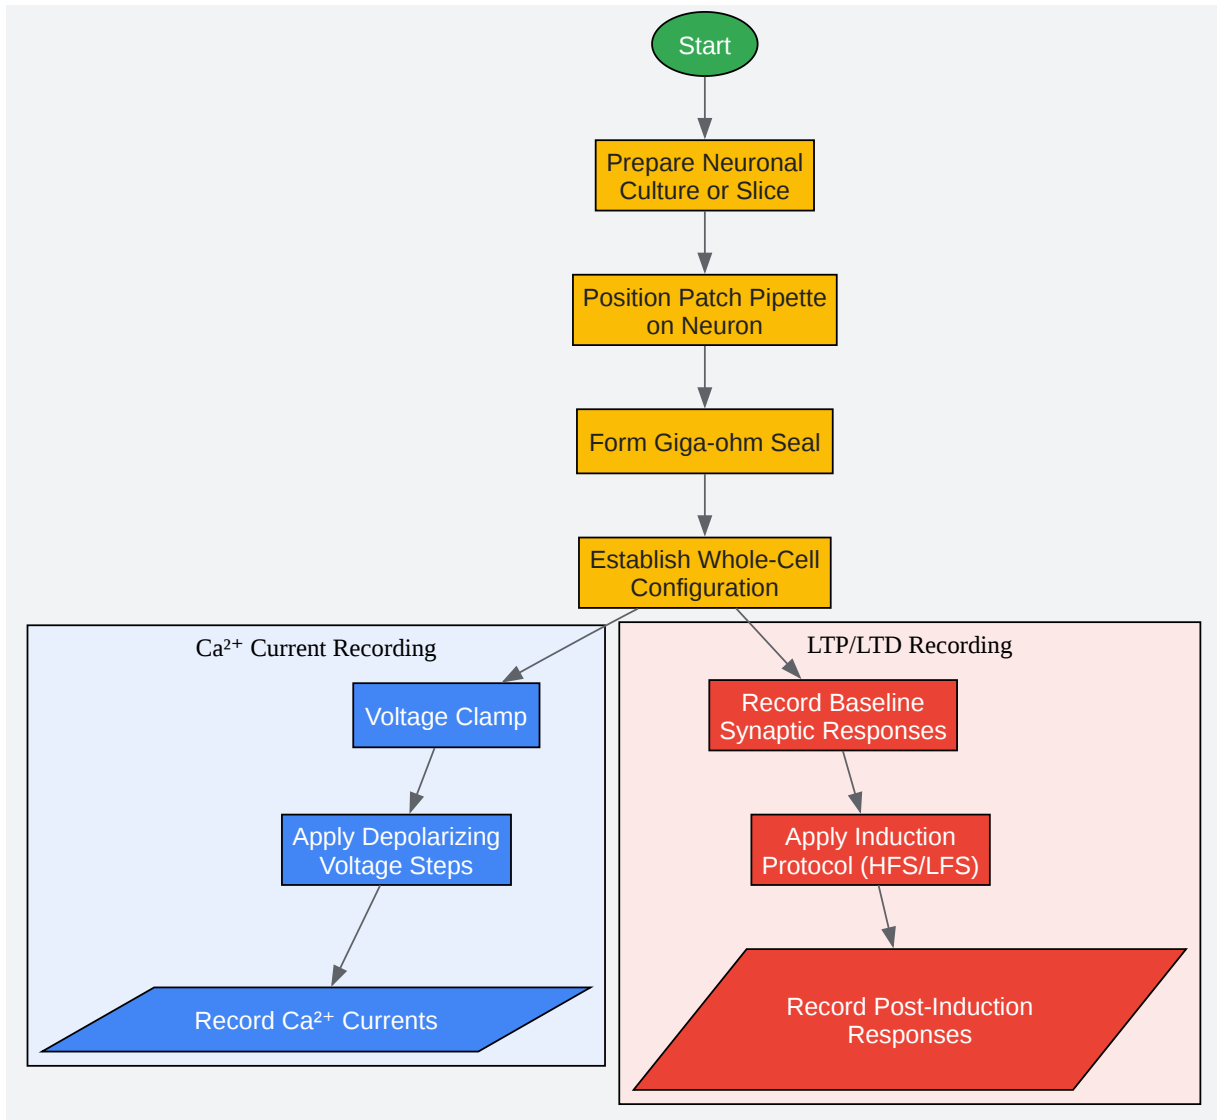 Start
Prepare Neuronal
Culture or Slice
Position Patch Pipette
on Neuron
Form Giga-ohm Seal
Establish Whole-Cell
Configuration
Ca²⁺ Current Recording
Voltage Clamp
Apply Depolarizing
Voltage Steps
Record Ca²⁺ Currents
LTP/LTD Recording
Record Baseline
Synaptic Responses
Apply Induction
Protocol (HFS/LFS)
Record Post-Induction
Responses